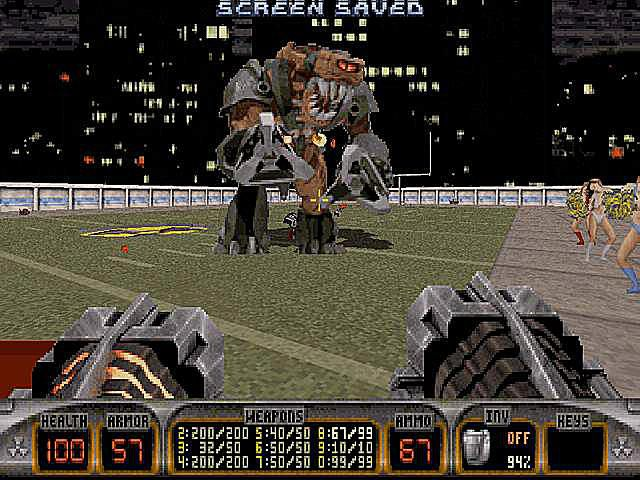 SCREEN SAVED
HEALTH ARMOR WEAPONS AMMO INV KEYS
100 57 67 OFF
94%
2:200/200 5:40/50 8:67/99
3: 32/50 6:50/50 9:10/10
4:200/200 7:50/50 0:99/99